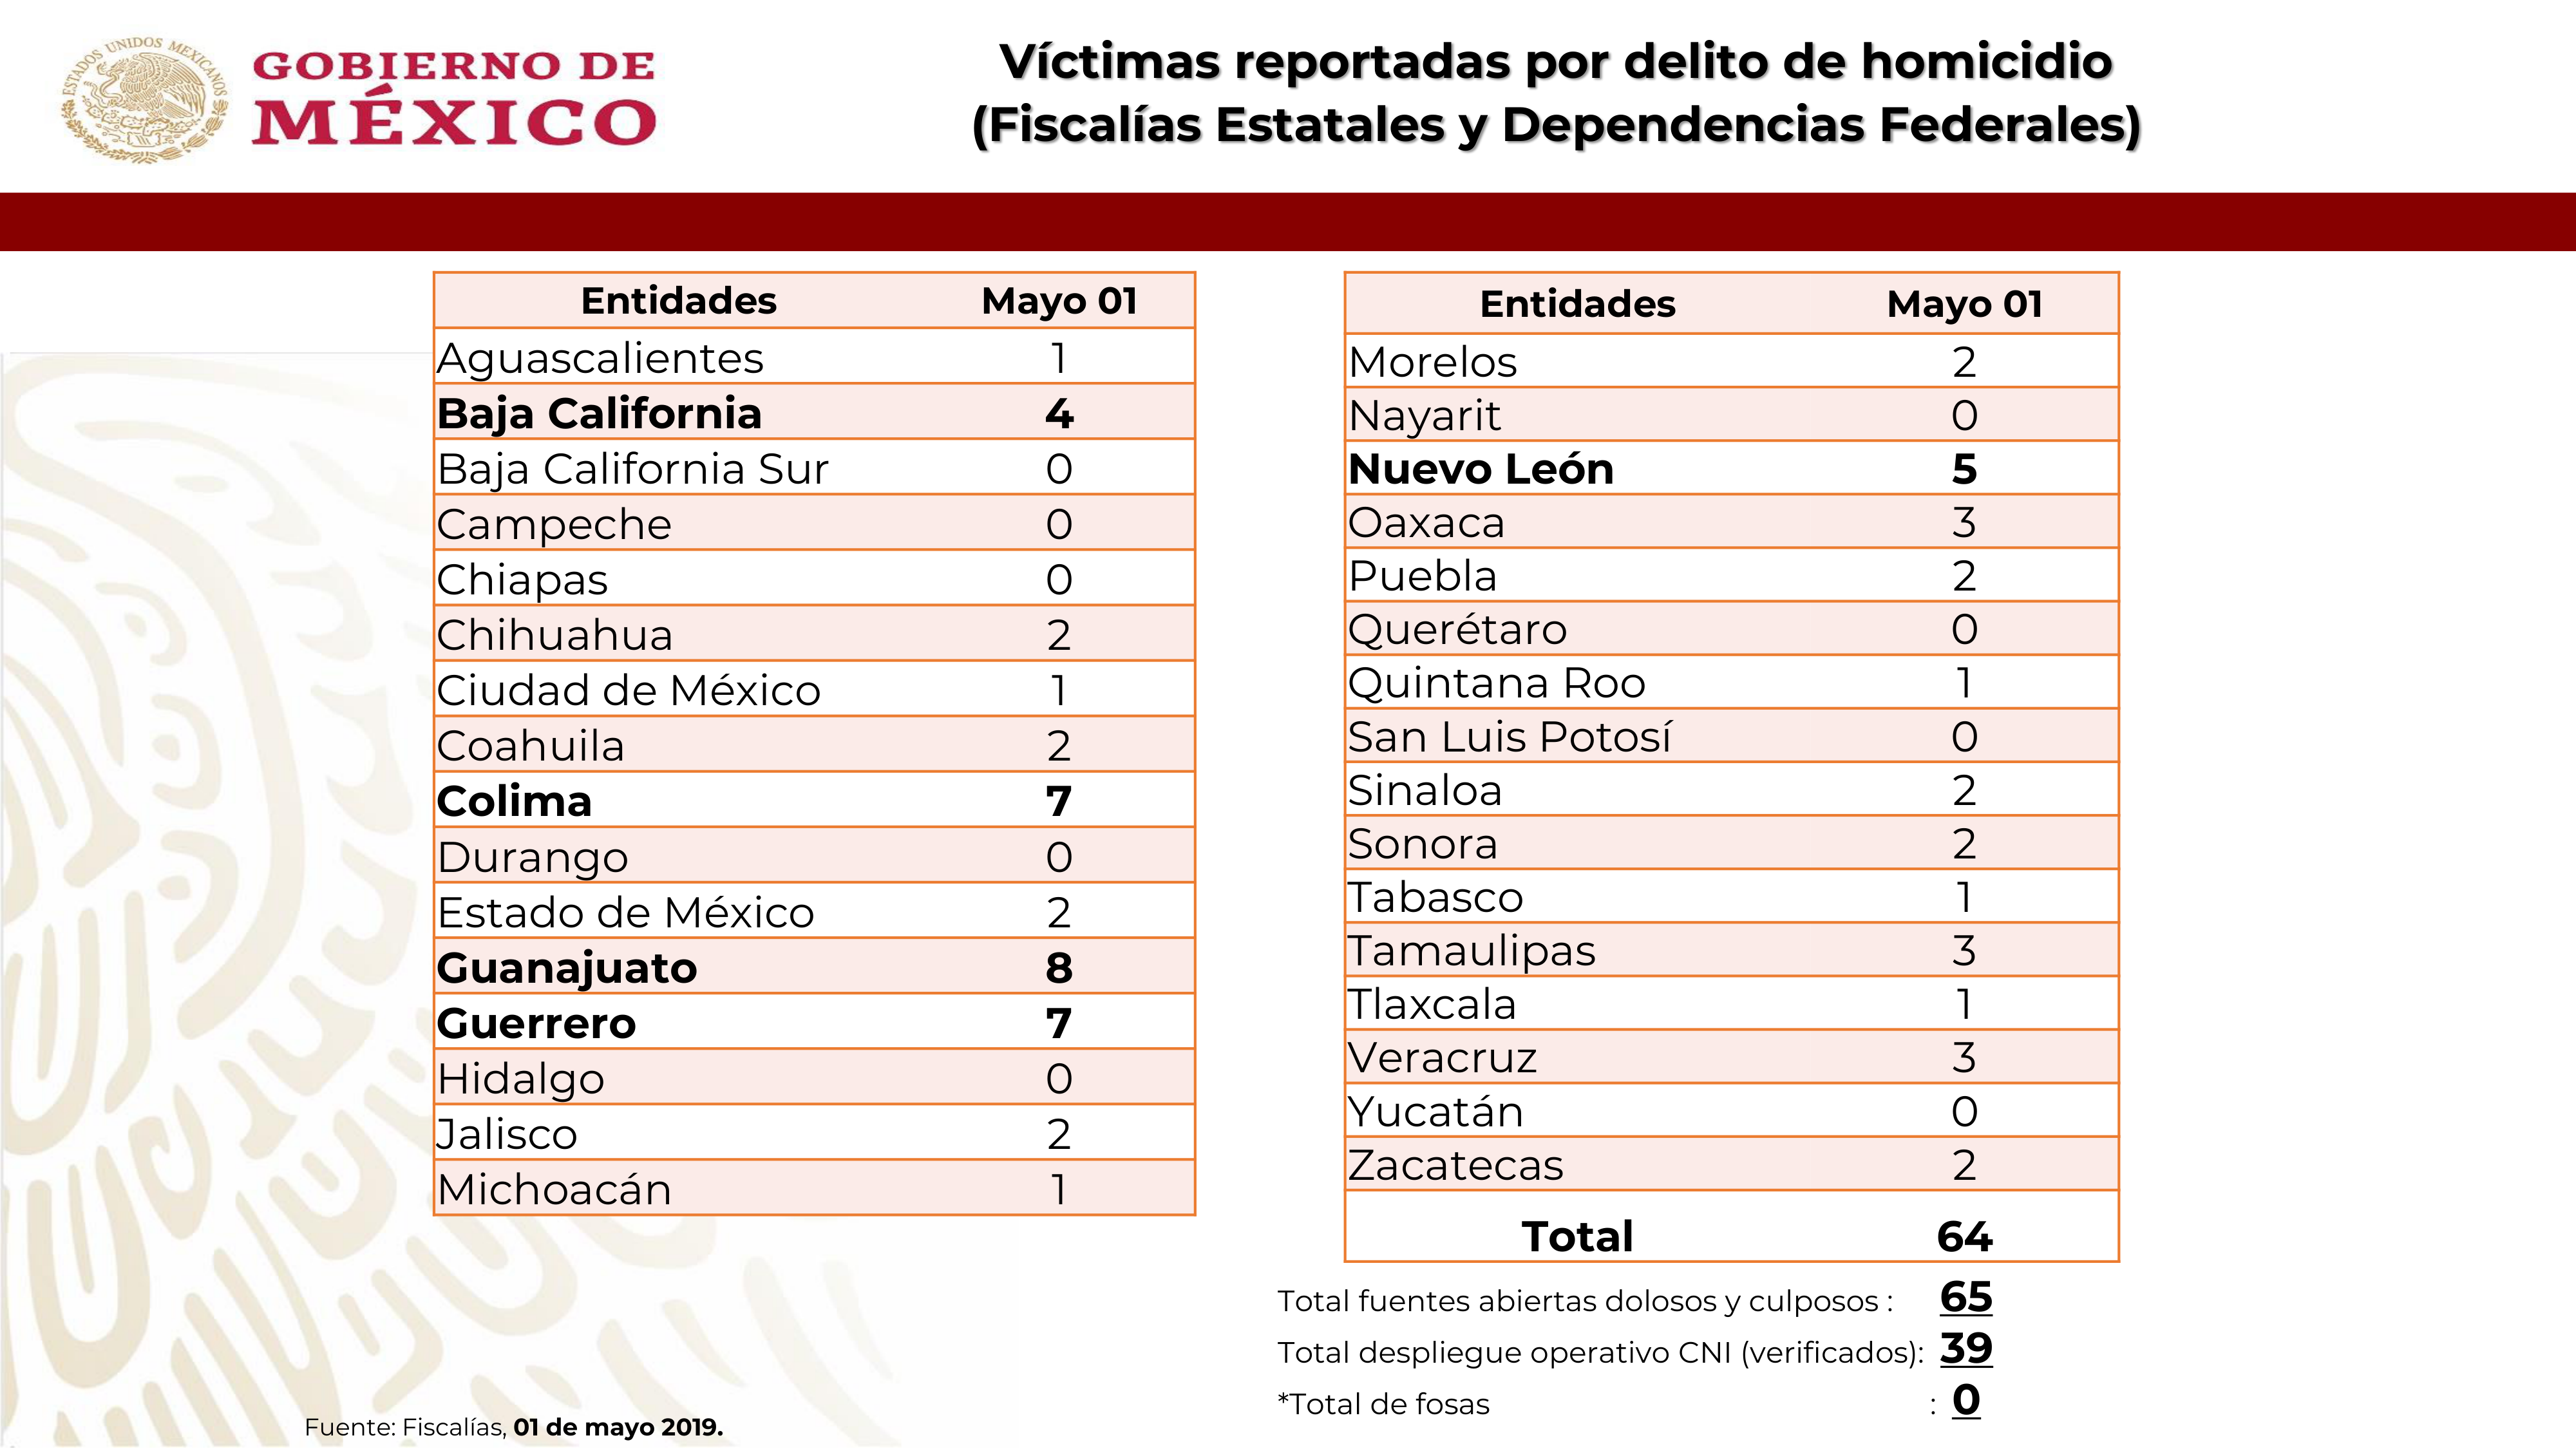 ESTADOS UNIDOS MEXICANOS
GOBIERNO DE
MÉXICO
Víctimas reportadas por delito de homicidio
(Fiscalías Estatales y Dependencias Federales)
Entidades Mayo 01
Aguascalientes 1
Baja California 4
Baja California Sur 0
Campeche 0
Chiapas 0
Chihuahua 2
Ciudad de México 1
Coahuila 2
Colima 7
Durango 0
Estado de México 2
Guanajuato 8
Guerrero 7
Hidalgo 0
Jalisco 2
Michoacán 1
Entidades Mayo 01
Morelos 2
Nayarit 0
Nuevo León 5
Oaxaca 3
Puebla 2
Querétaro 0
Quintana Roo 1
San Luis Potosí 0
Sinaloa 2
Sonora 2
Tabasco 1
Tamaulipas 3
Tlaxcala 1
Veracruz 3
Yucatán 0
Zacatecas 2
Total 64
Total fuentes abiertas dolosos y culposos : 65
Total despliegue operativo CNI (verificados): 39
*Total de fosas : 0
Fuente: Fiscalías, 01 de mayo 2019.